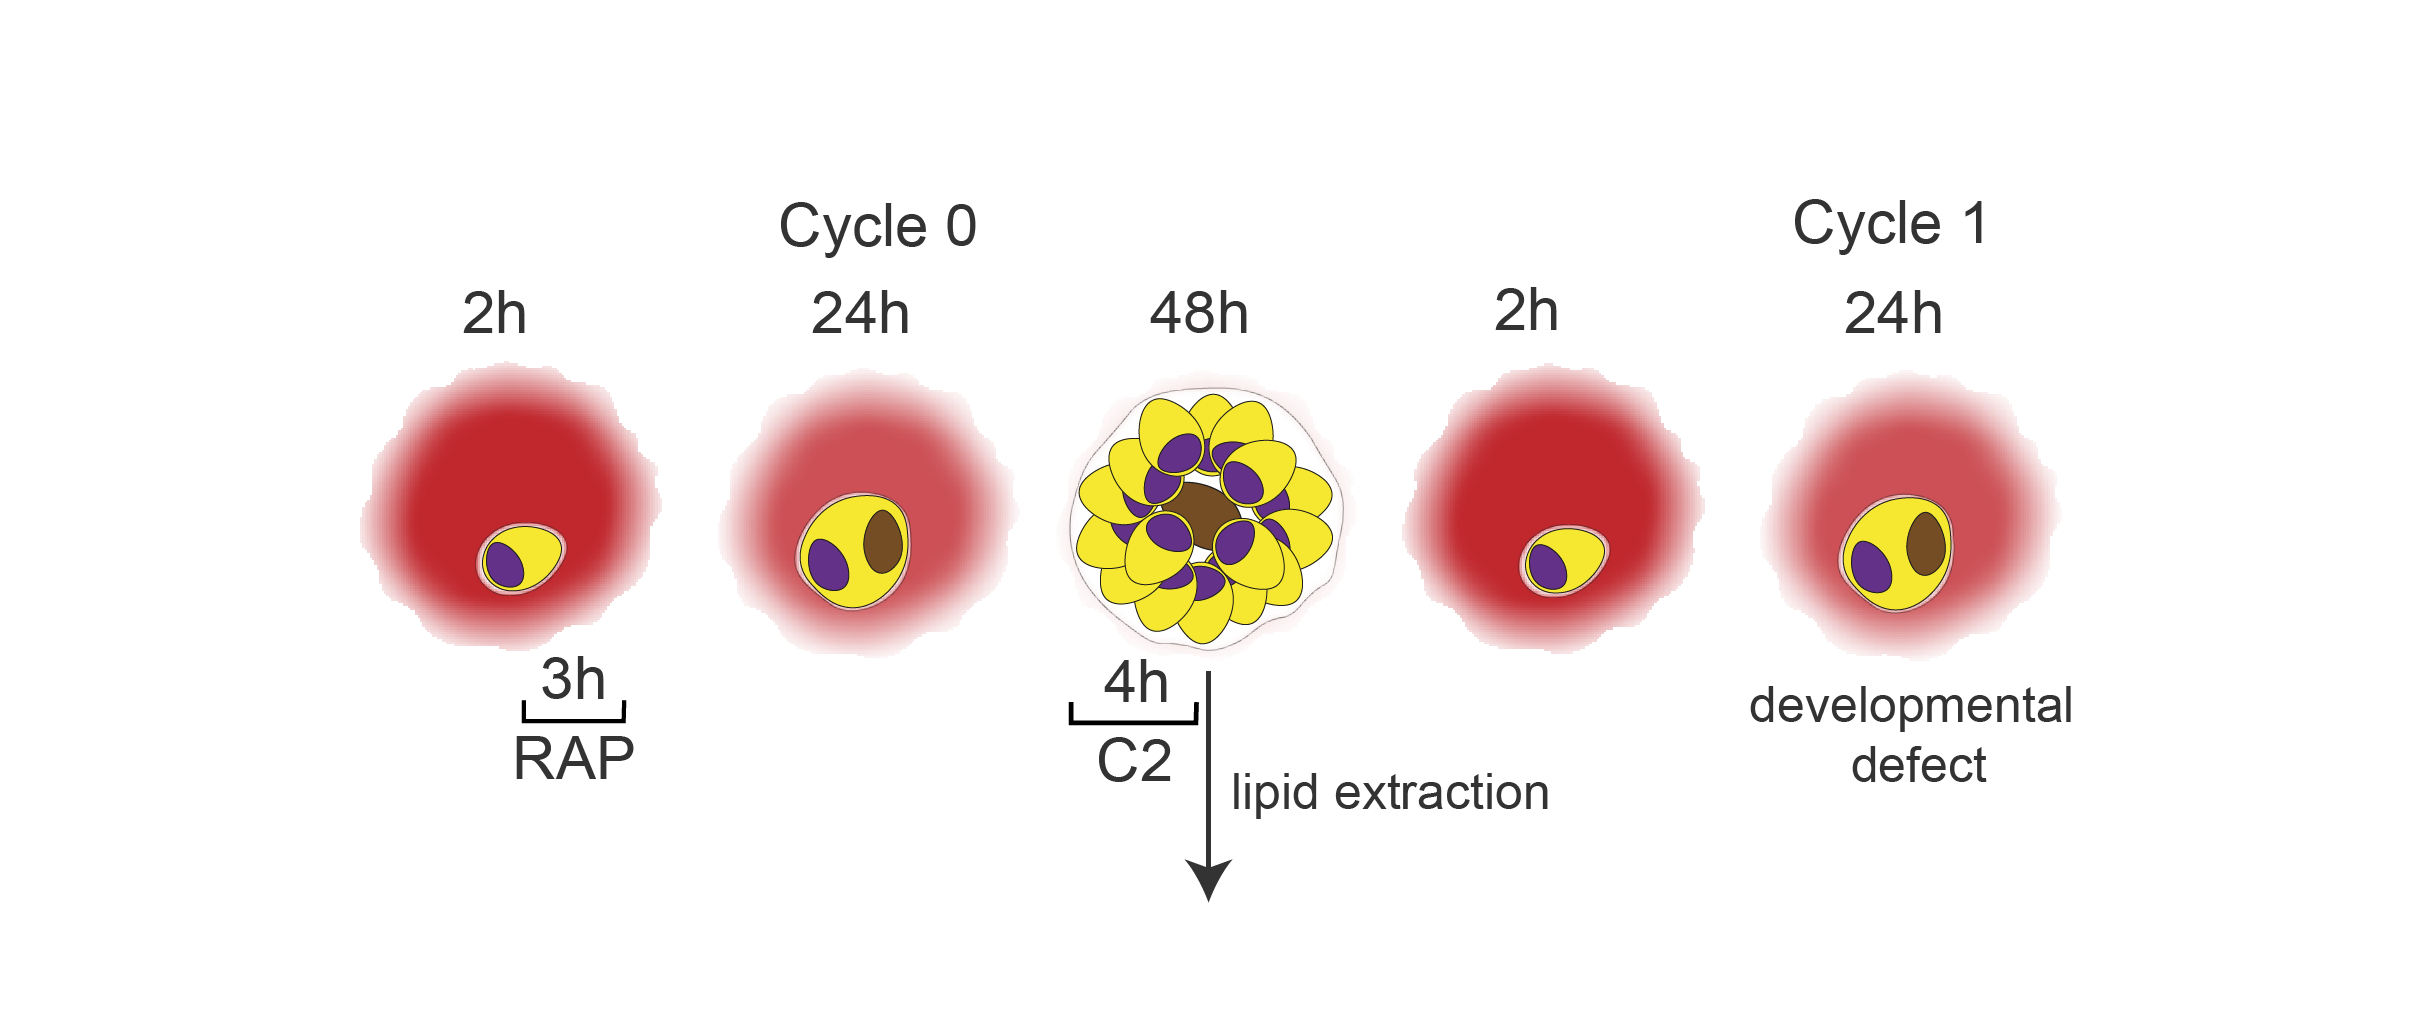 Cycle 0
Cycle 1
2h
24h
48h
2h
24h
3h
RAP
4h
C2
lipid extraction
developmental
defect